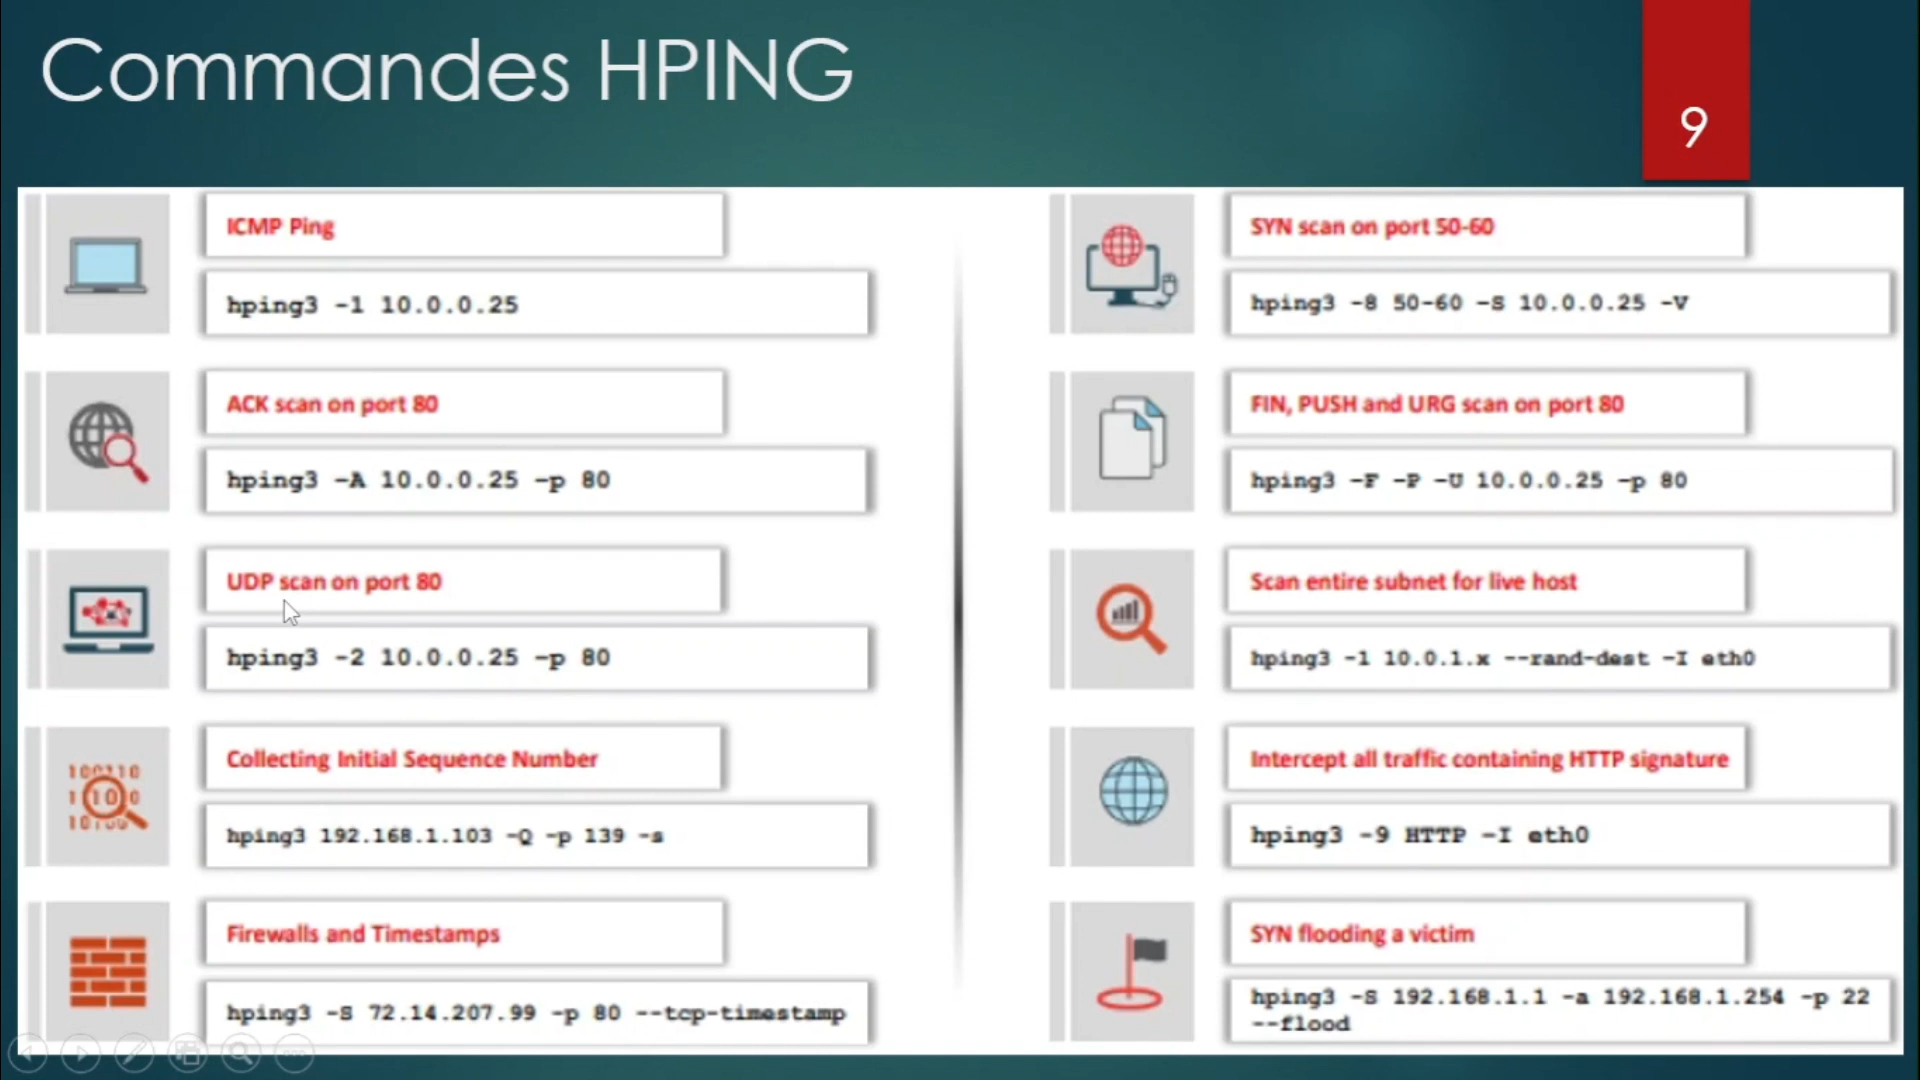 Commandes HPING
9
ICMP Ping
hping3 -1 10.0.0.25
ACK scan on port 80
hping3 -A 10.0.0.25 -p 80
UDP scan on port 80
hping3 -2 10.0.0.25 -p 80
Collecting Initial Sequence Number
hping3 192.168.1.103 -Q -p 139 -s
Firewalls and Timestamps
hping3 -S 72.14.207.99 -p 80 --tcp-timestamp
SYN scan on port 50-60
hping3 -8 50-60 -S 10.0.0.25 -V
FIN, PUSH and URG scan on port 80
hping3 -F -P -U 10.0.0.25 -p 80
Scan entire subnet for live host
hping3 -1 10.0.1.x --rand-dest -I eth0
Intercept all traffic containing HTTP signature
hping3 -9 HTTP -I eth0
SYN flooding a victim
hping3 -S 192.168.1.1 -a 192.168.1.254 -p 22
--flood